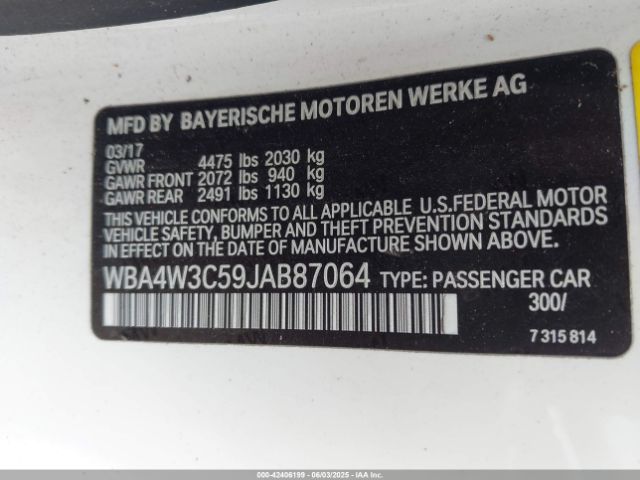 MFD BY BAYERISCHE MOTOREN WERKE AG
03/17
GVWR 4475 lbs 2030 kg
GAWR FRONT 2072 lbs 940 kg
GAWR REAR 2491 lbs 1130 kg
THIS VEHICLE CONFORMS TO ALL APPLICABLE U.S.FEDERAL MOTOR
VEHICLE SAFETY, BUMPER AND THEFT PREVENTION STANDARDS
IN EFFECT ON THE DATE OF MANUFACTURE SHOWN ABOVE.
WBA4W3C59JAB87064 TYPE: PASSENGER CAR
300/
7 315 814
000-42406199 - 06/03/2025 - IAAI.COM